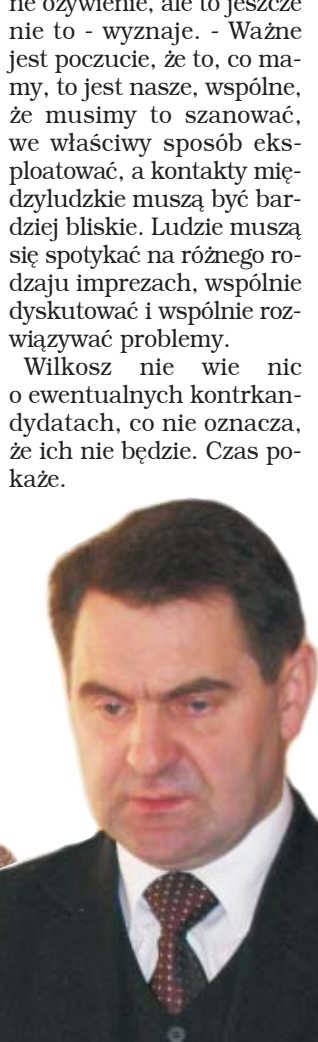 ne ożywienie, ale to jeszcze
nie to - wyznaje. - Ważne
jest poczucie, że to, co ma-
my, to jest nasze, wspólne,
że musimy to szanować,
we właściwy sposób eks-
ploatować, a kontakty mię-
dzyludzkie muszą być bar-
dziej bliskie. Ludzie muszą
się spotykać na różnego ro-
dzaju imprezach, wspólnie
dyskutować i wspólnie roz-
wiązywać problemy.
Wilkosz nie wie nic
o ewentualnych kontrkan-
dydatach, co nie oznacza,
że ich nie będzie. Czas po-
każe.